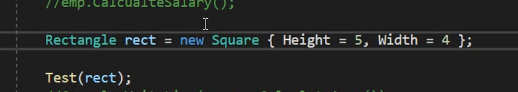 //emp.CalcualteSalary();
Rectangle rect = new Square { Height = 5, Width = 4 };
Test(rect);